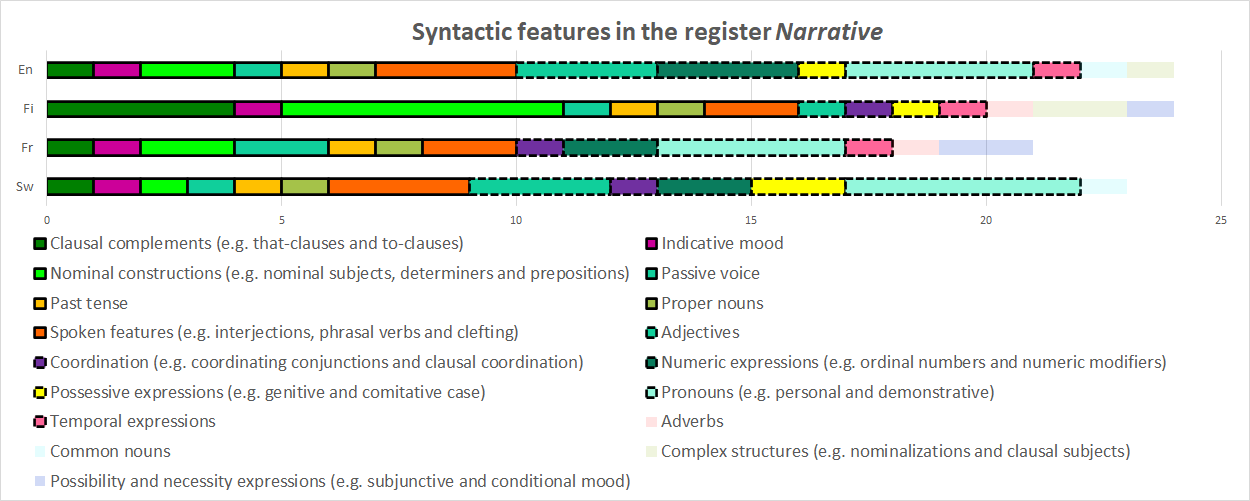 Syntactic features in the register Narrative
En
Fi
Fr
Sw
0 5 10 15 20 25
Clausal complements (e.g. that-clauses and to-clauses) Indicative mood
Nominal constructions (e.g. nominal subjects, determiners and prepositions) Passive voice
Past tense Proper nouns
Spoken features (e.g. interjections, phrasal verbs and clefting) Adjectives
Coordination (e.g. coordinating conjunctions and clausal coordination) Numeric expressions (e.g. ordinal numbers and numeric modifiers)
Possessive expressions (e.g. genitive and comitative case) Pronouns (e.g. personal and demonstrative)
Temporal expressions Adverbs
Common nouns Complex structures (e.g. nominalizations and clausal subjects)
Possibility and necessity expressions (e.g. subjunctive and conditional mood)